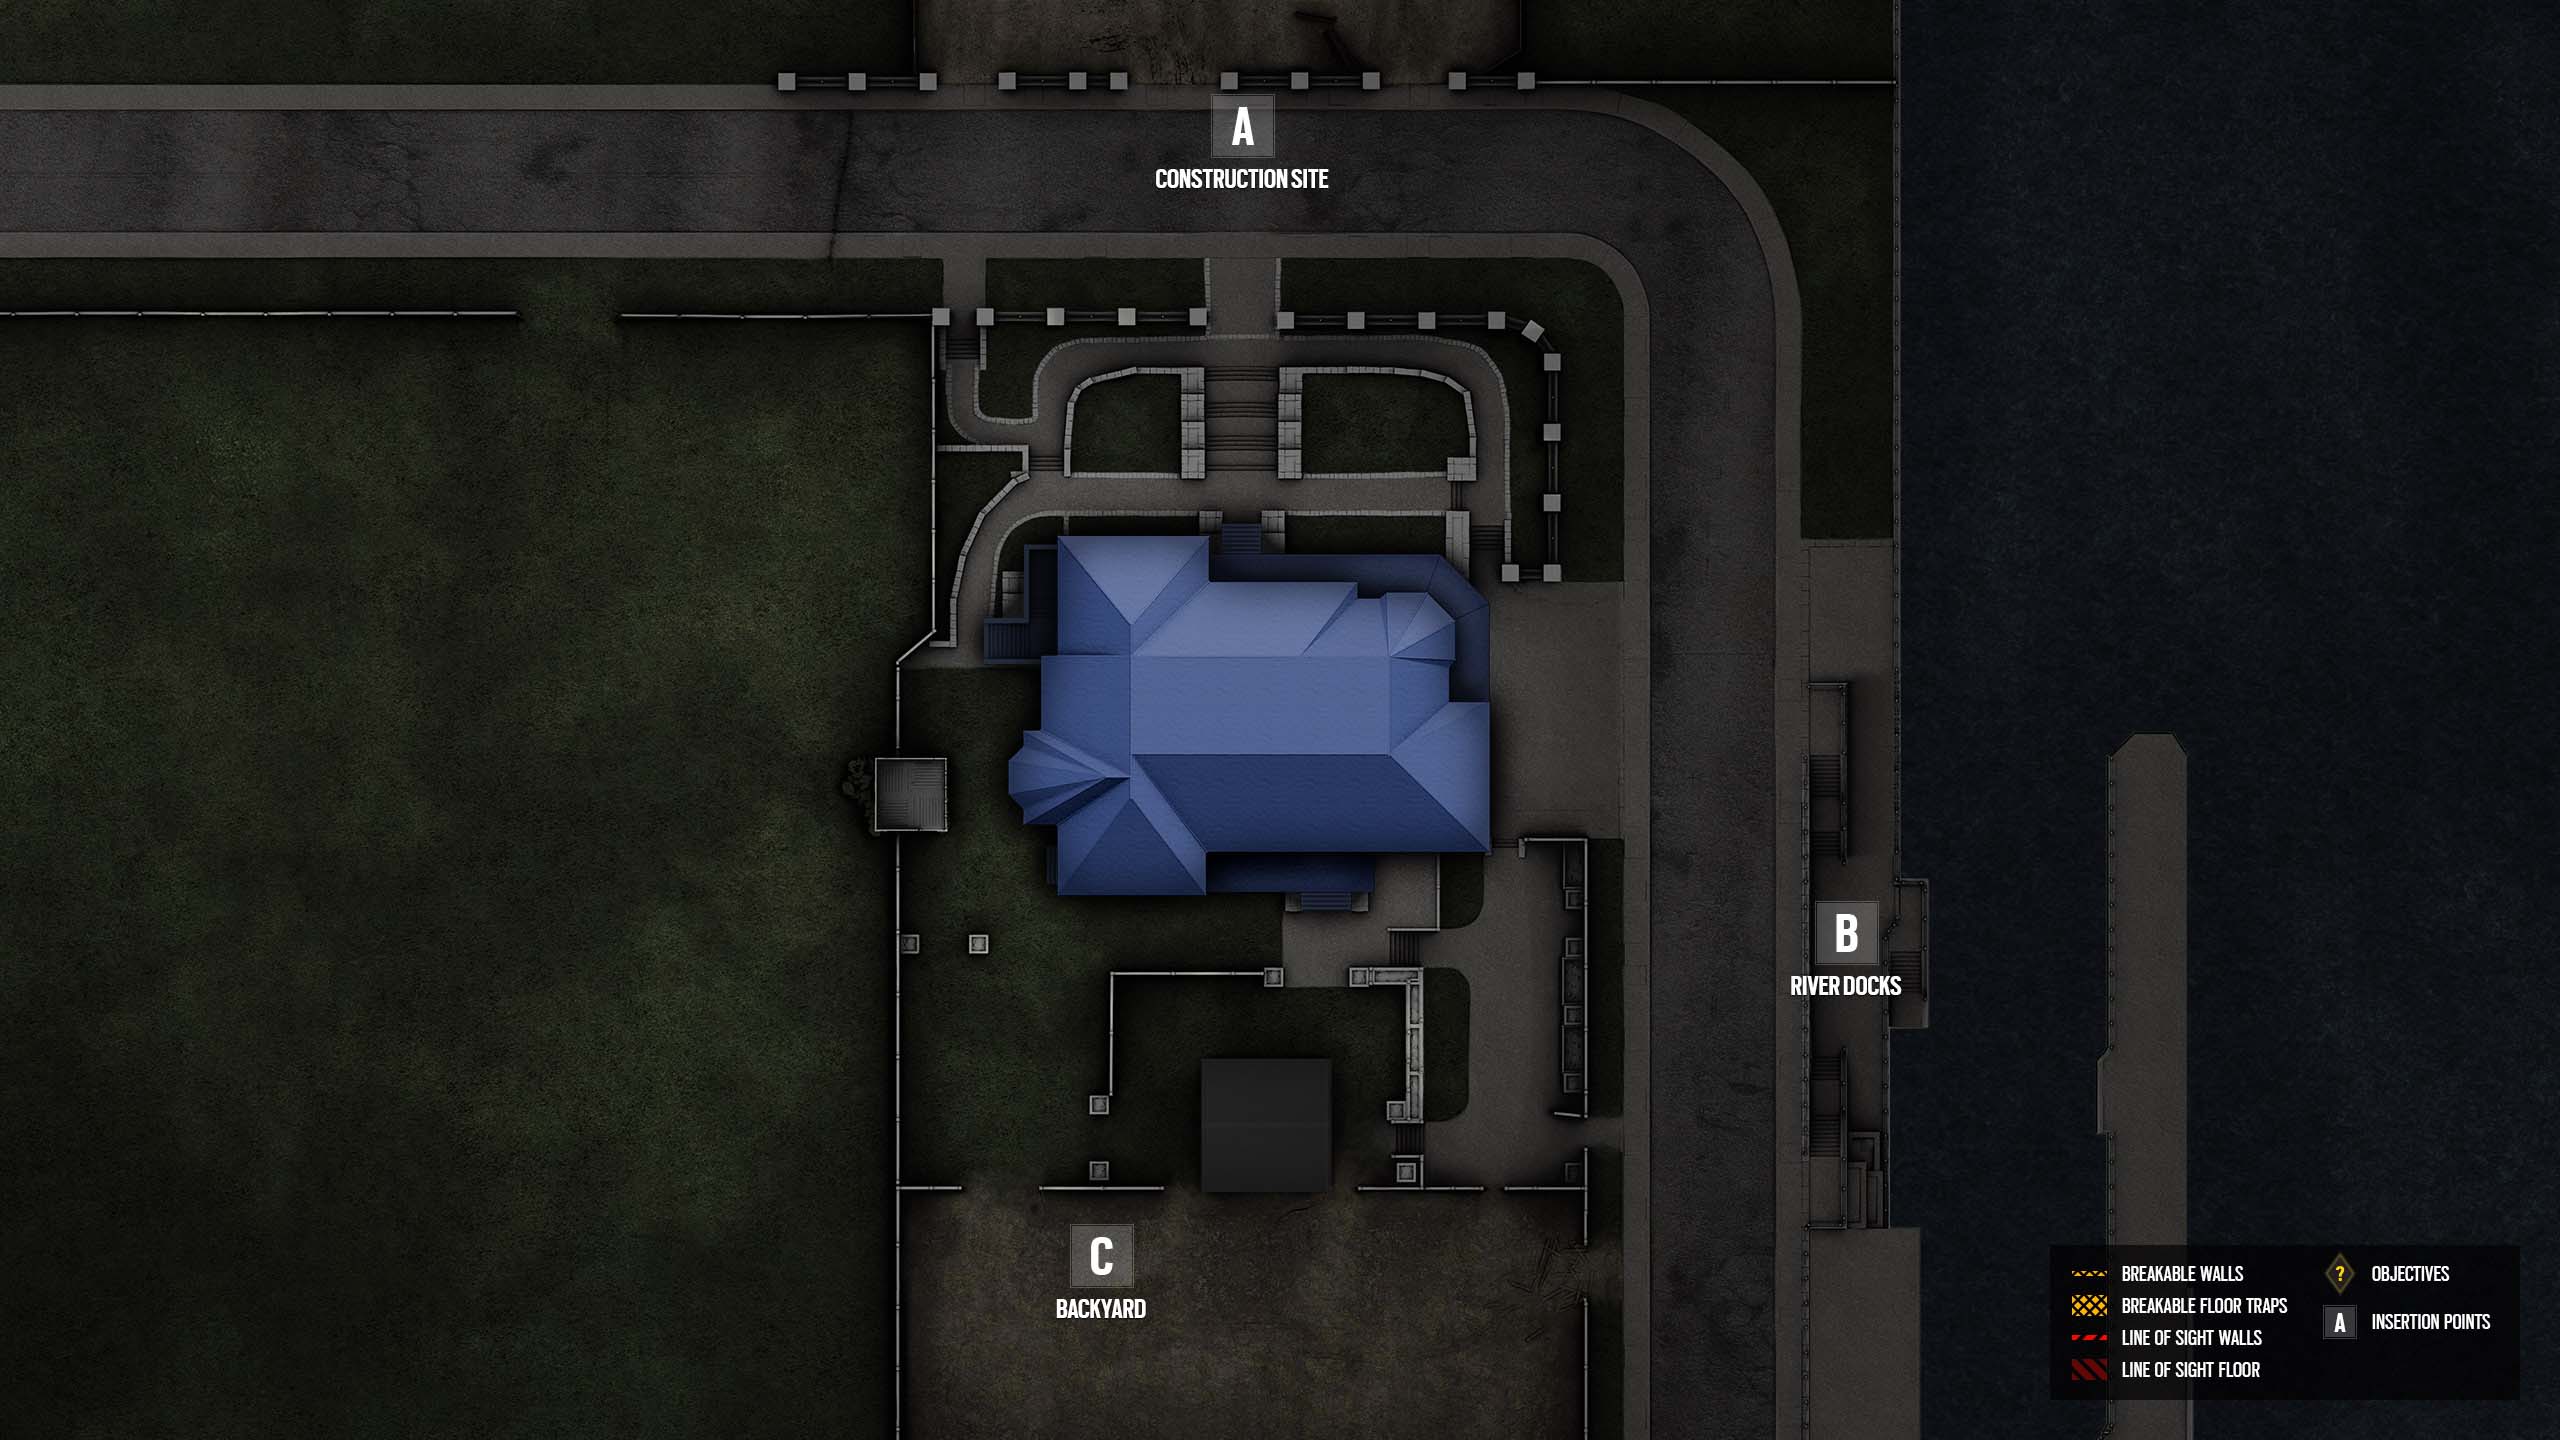 A
CONSTRUCTION SITE
B
RIVER DOCKS
C
BACKYARD
BREAKABLE WALLS
BREAKABLE FLOOR TRAPS
LINE OF SIGHT WALLS
LINE OF SIGHT FLOOR
?
OBJECTIVES
A
INSERTION POINTS